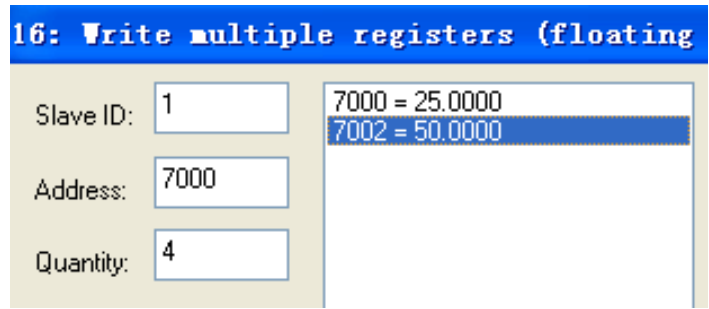 16: Write multiple registers (floating
Slave ID: 1
Address: 7000
Quantity: 4
7000 = 25.0000
7002 = 50.0000